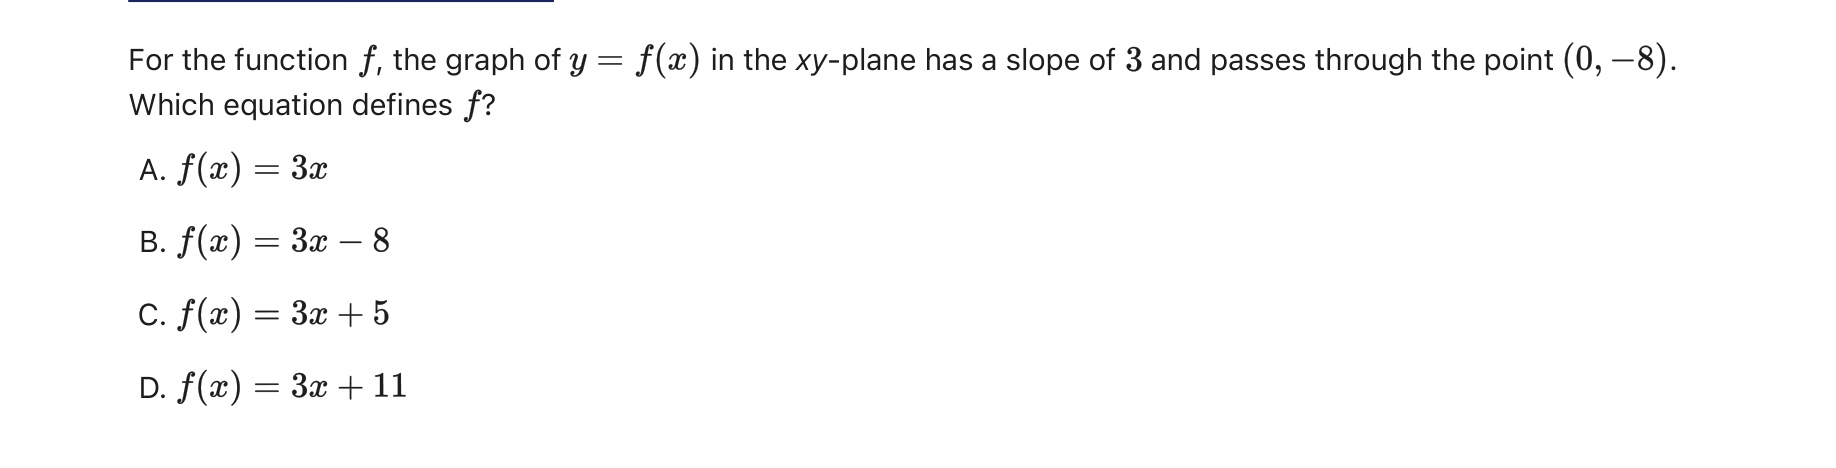 For the function f, the graph of y = f(x) in the xy-plane has a slope of 3 and passes through the point (0, −8).
Which equation defines f?
A. f(x) = 3x
B. f(x) = 3x − 8
C. f(x) = 3x + 5
D. f(x) = 3x + 11